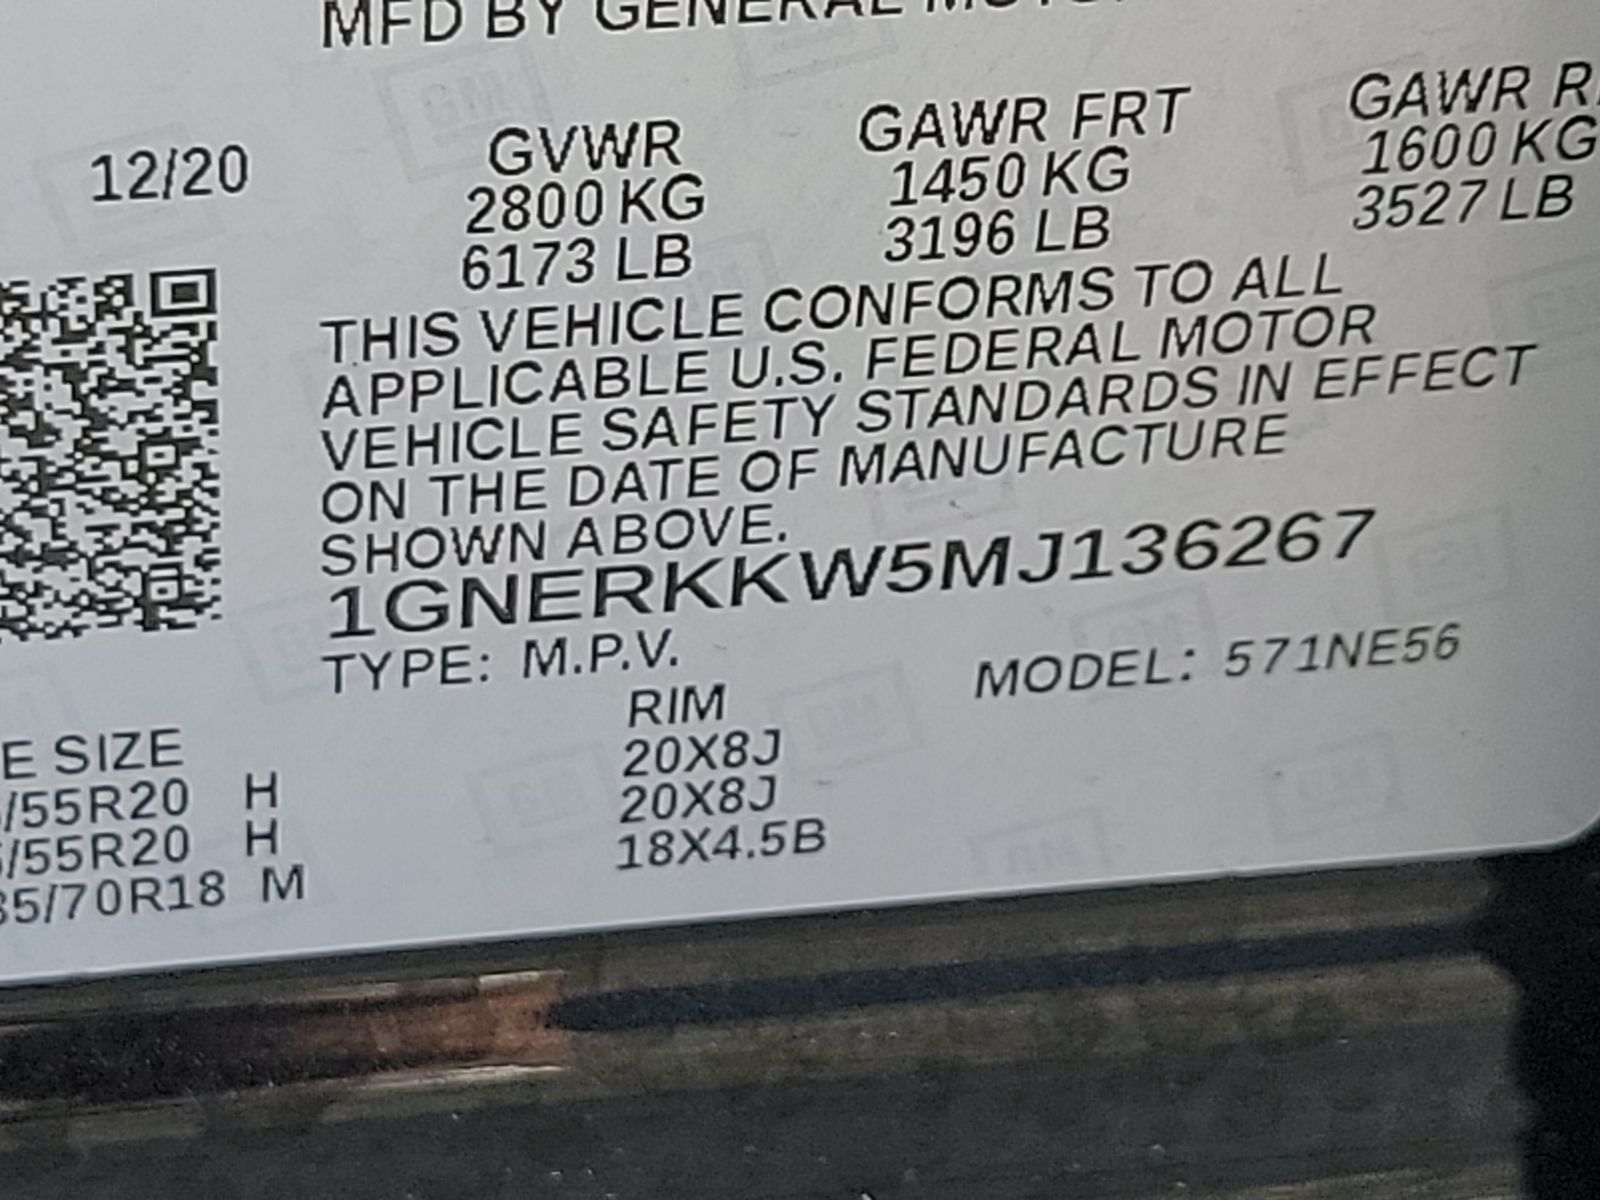 MFD BY GENERAL
12/20
GVWR GAWR FRT GAWR
2800 KG 1450 KG 1600 KG
6173 LB 3196 LB 3527 LB
THIS VEHICLE CONFORMS TO ALL
APPLICABLE U.S. FEDERAL MOTOR
VEHICLE SAFETY STANDARDS IN EFFECT
ON THE DATE OF MANUFACTURE
SHOWN ABOVE.
1GNERKKW5MJ136267
TYPE: M.P.V. MODEL: 571NE56
E SIZE RIM
/55R20 H 20X8J
/55R20 H 20X8J
5/70R18 M 18X4.5B